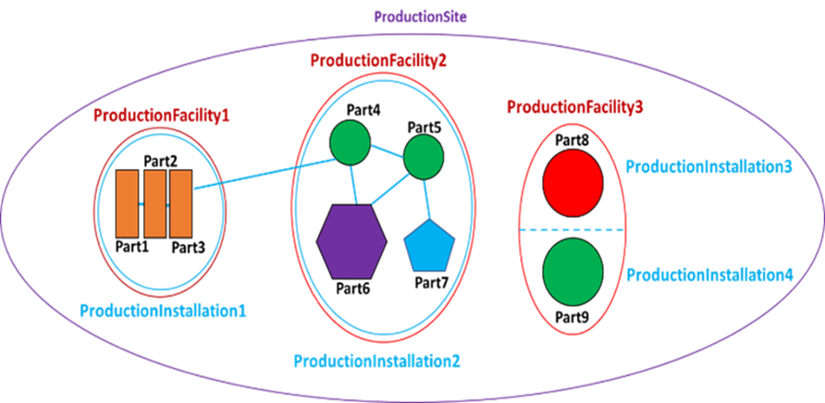 ProductionSite
ProductionFacility1
Part2
Part1
Part3
ProductionInstallation1
ProductionFacility2
Part4
Part5
Part6
Part7
ProductionInstallation2
ProductionFacility3
Part8
ProductionInstallation3
ProductionInstallation4
Part9